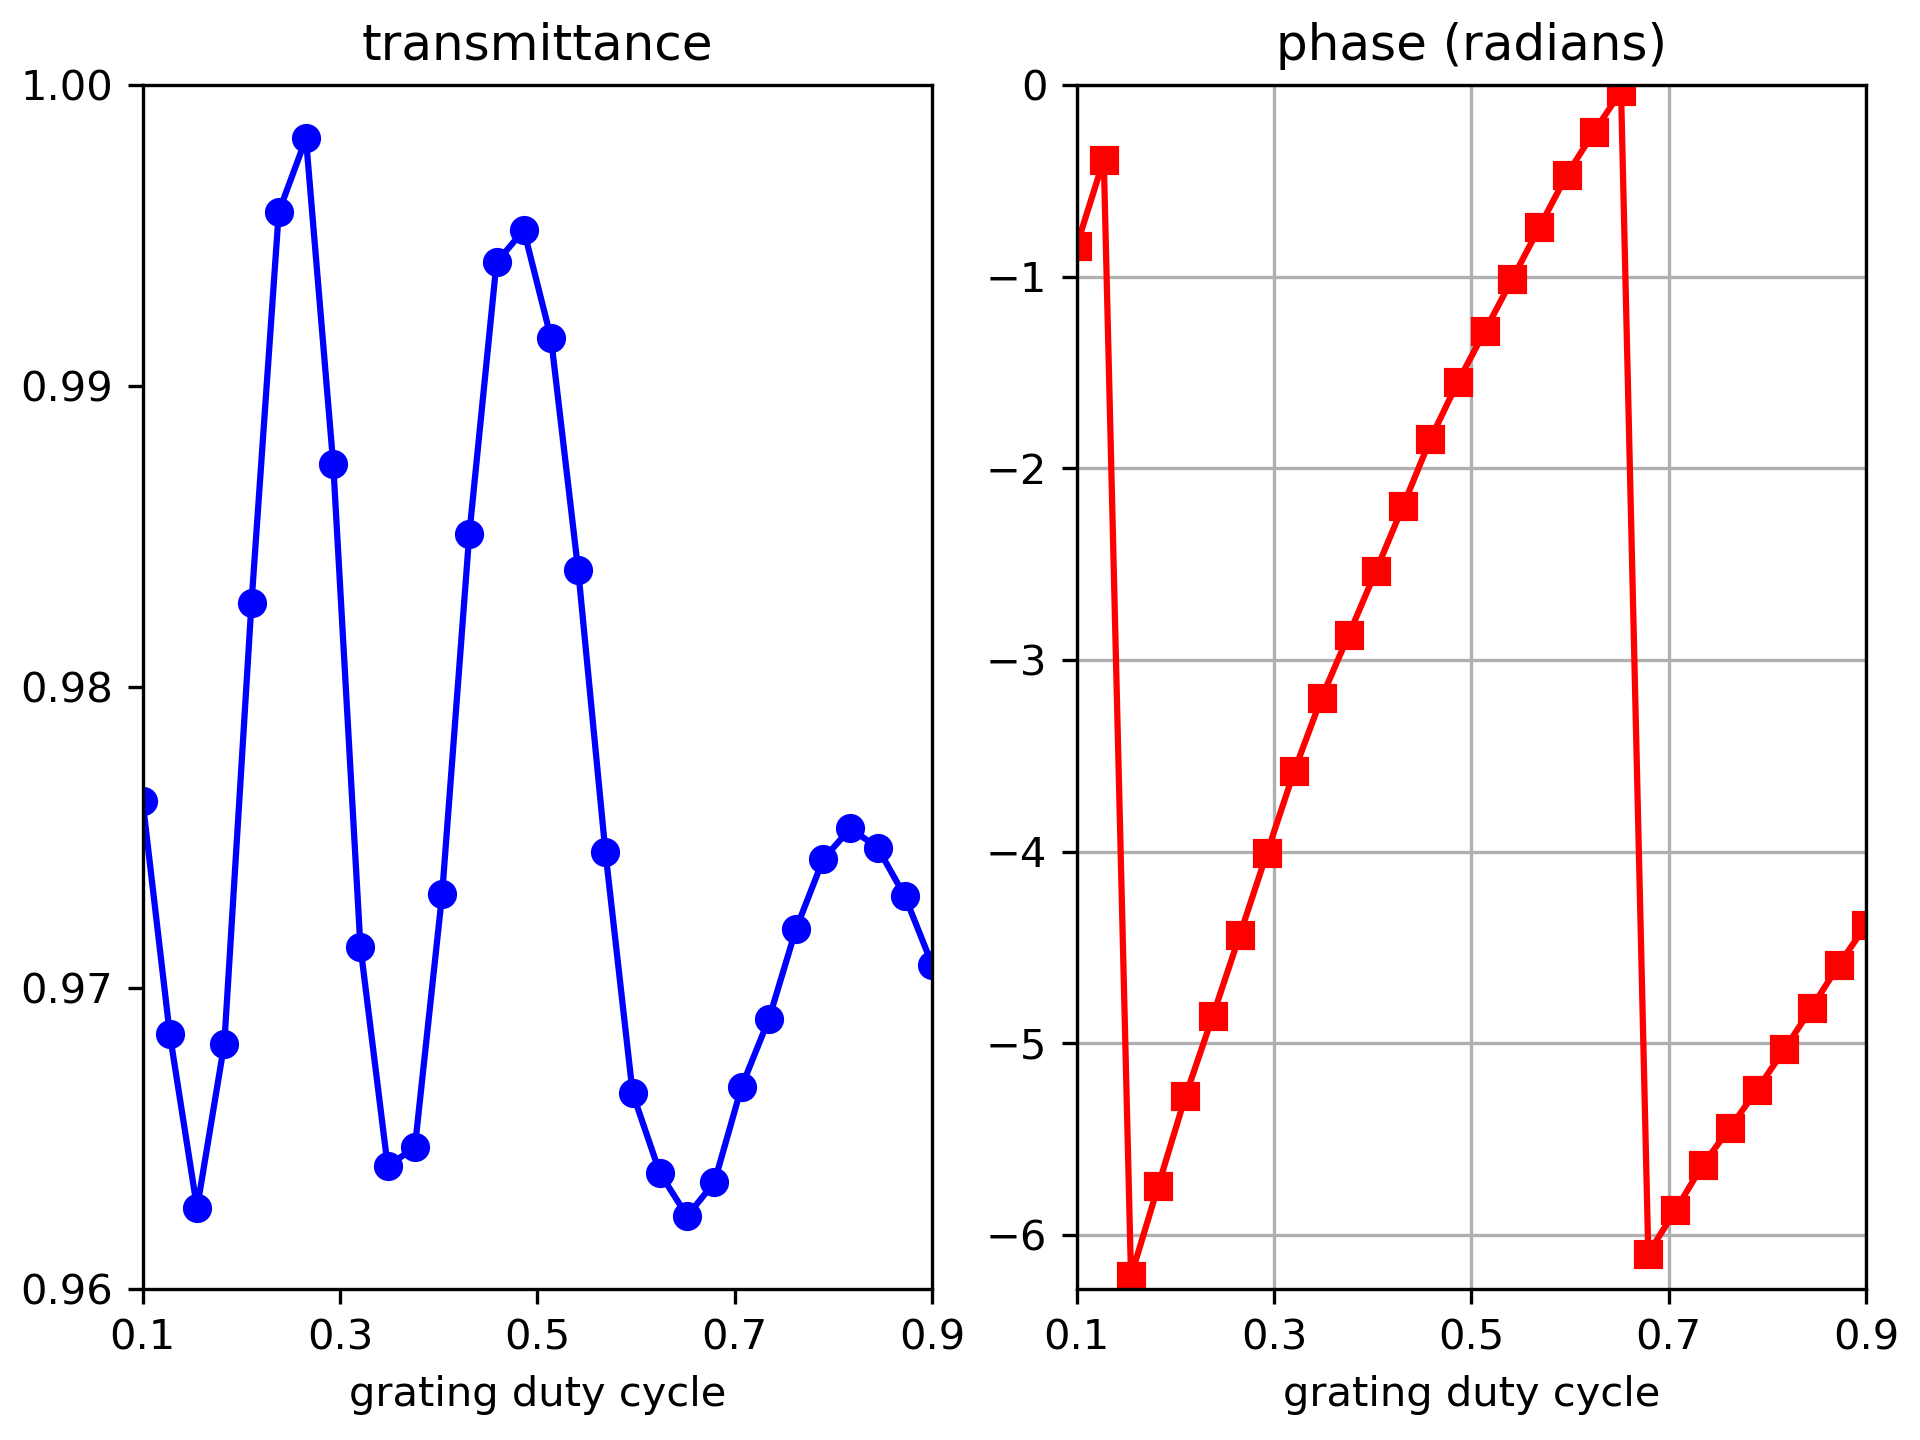 transmittance
1.00
0.99
0.98
0.97
0.96
0.1 0.3 0.5 0.7 0.9
grating duty cycle
phase (radians)
0
−1
−2
−3
−4
−5
−6
0.1 0.3 0.5 0.7 0.9
grating duty cycle